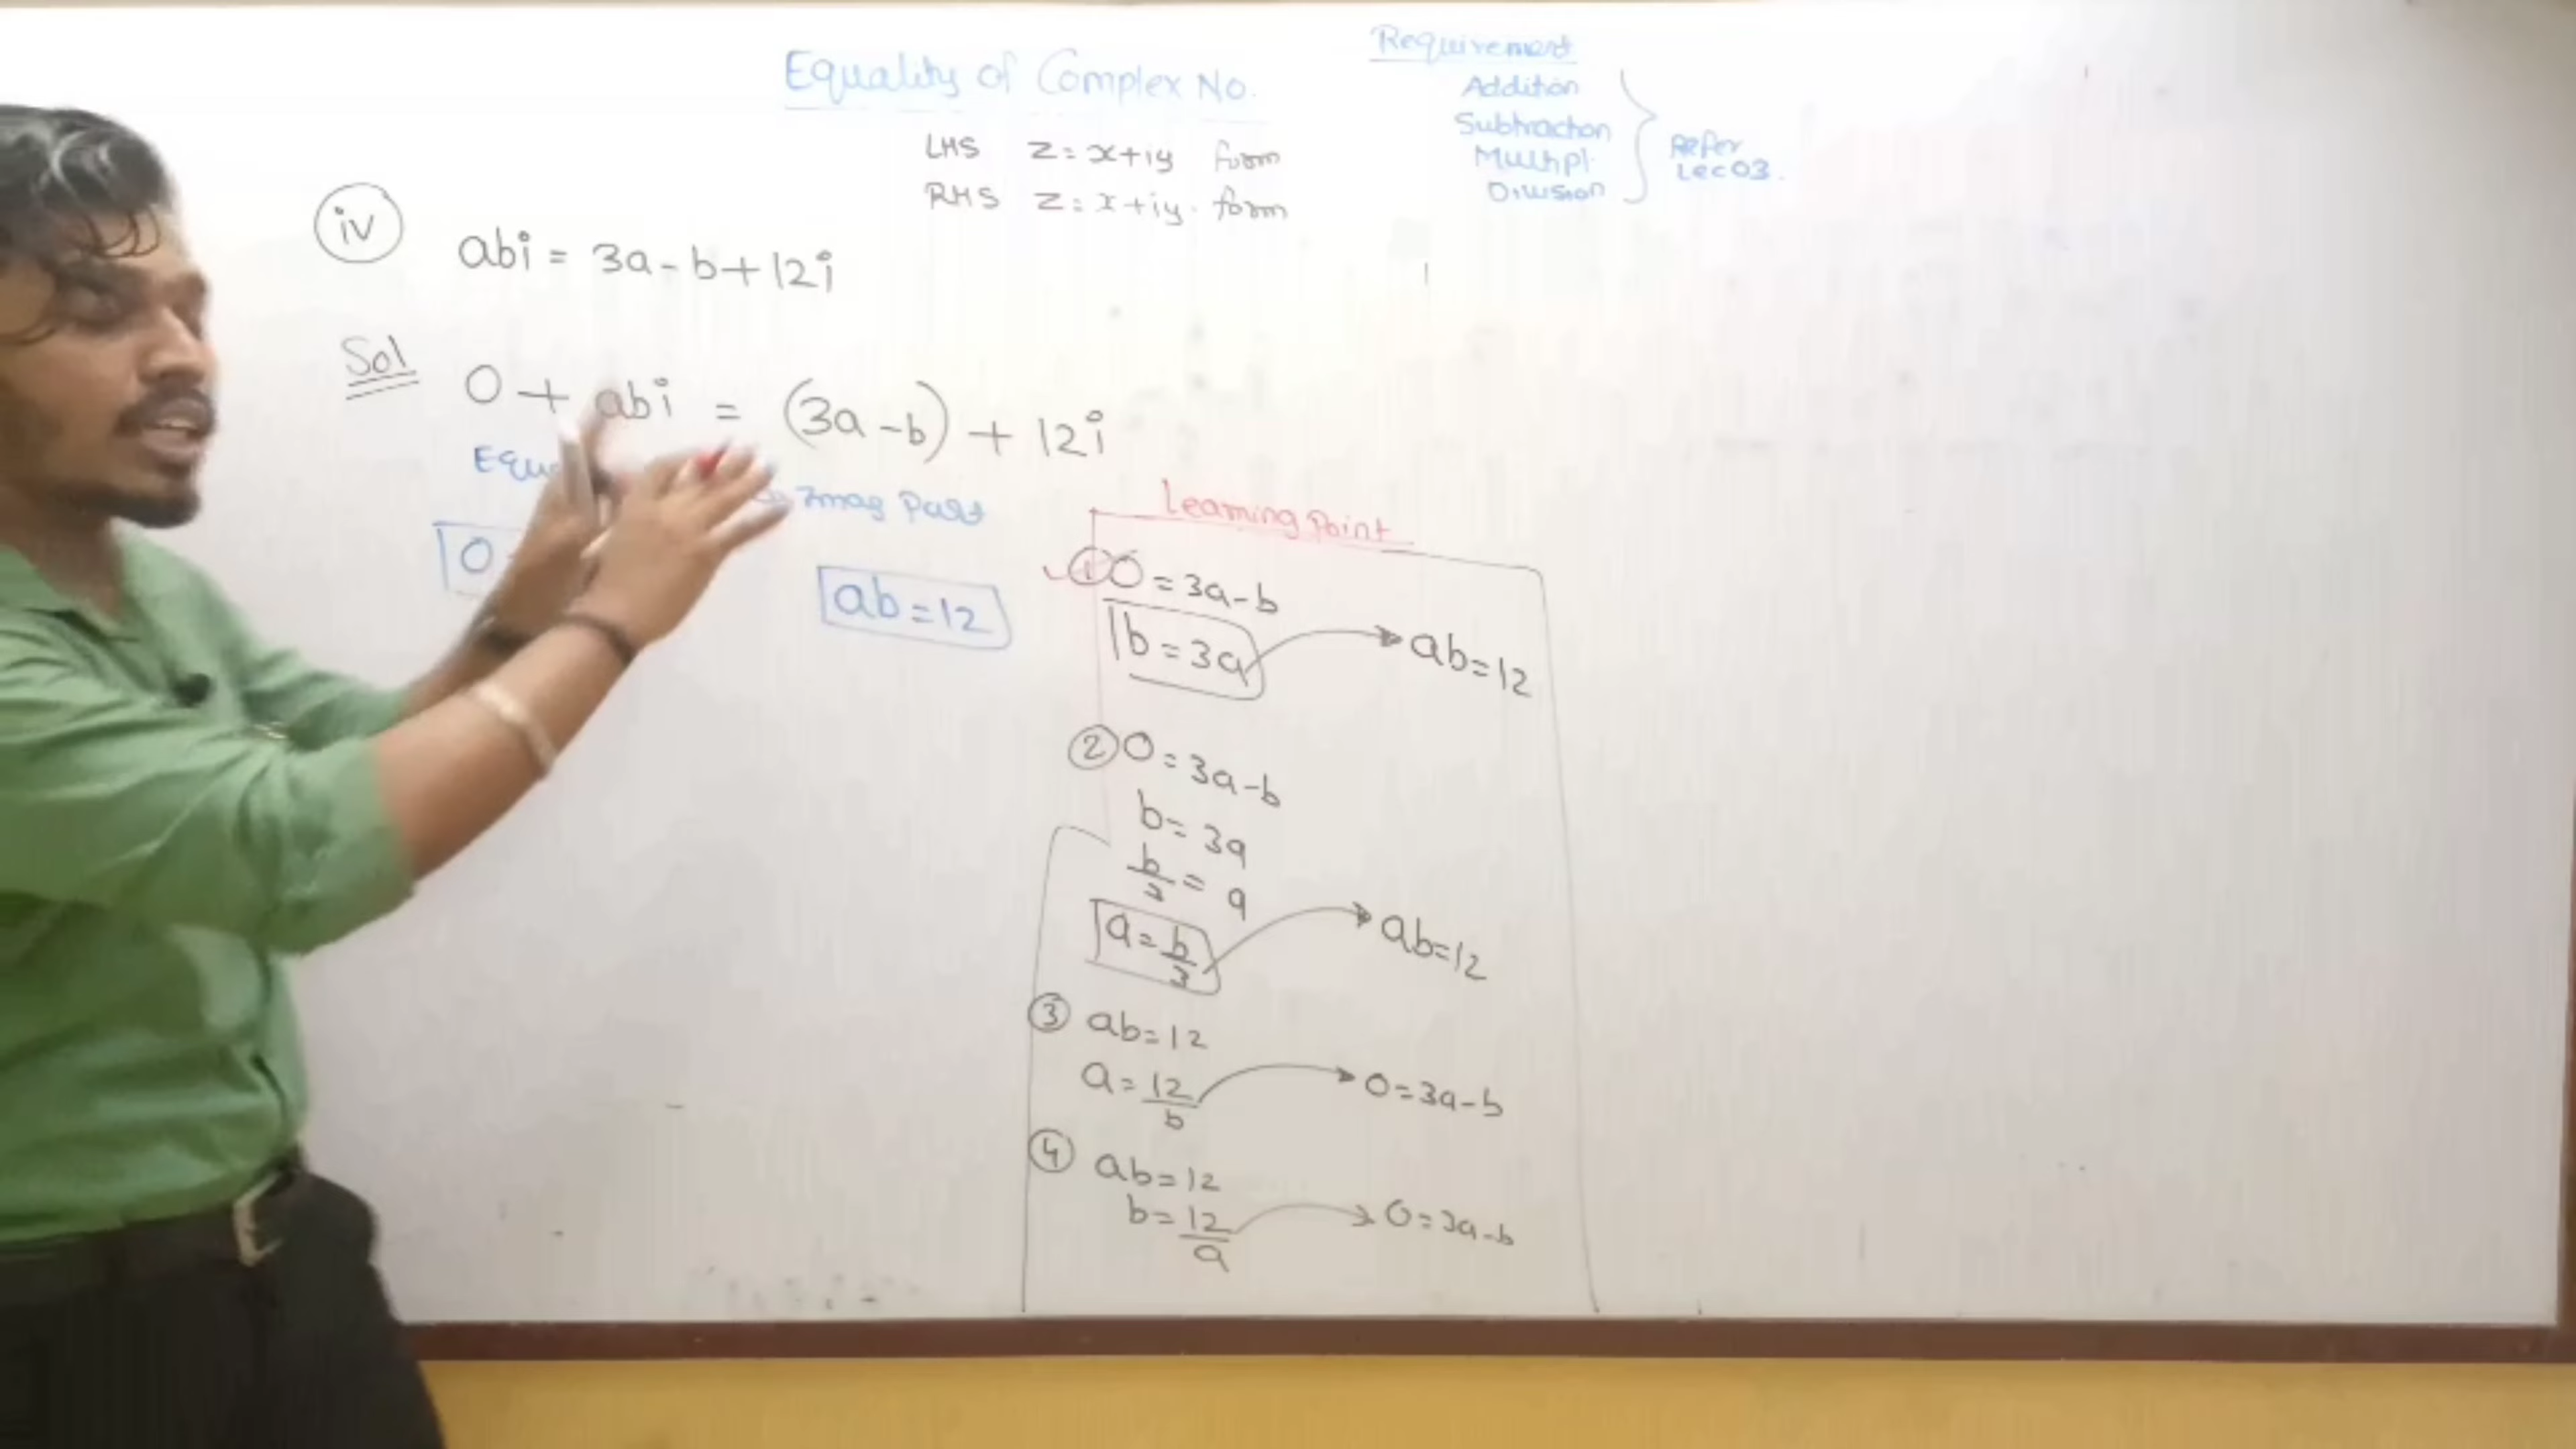 Equality of Complex No.
LHS z = x+iy form
RHS z = x+iy. form
Requirement
Addition
Subtraction
Multipl.
Division
Refer
Lec 03.
iv abi = 3a - b + 12i
Sol 0 + abi = (3a - b) + 12i
Imag Part
0
ab = 12
Learning Point
① 0 = 3a - b
b = 3a → ab = 12
② 0 = 3a - b
b = 3a
b/3 = a
a = b/3 → ab = 12
③ ab = 12
a = 12/b → 0 = 3a - b
④ ab = 12
b = 12/a → 0 = 3a - b